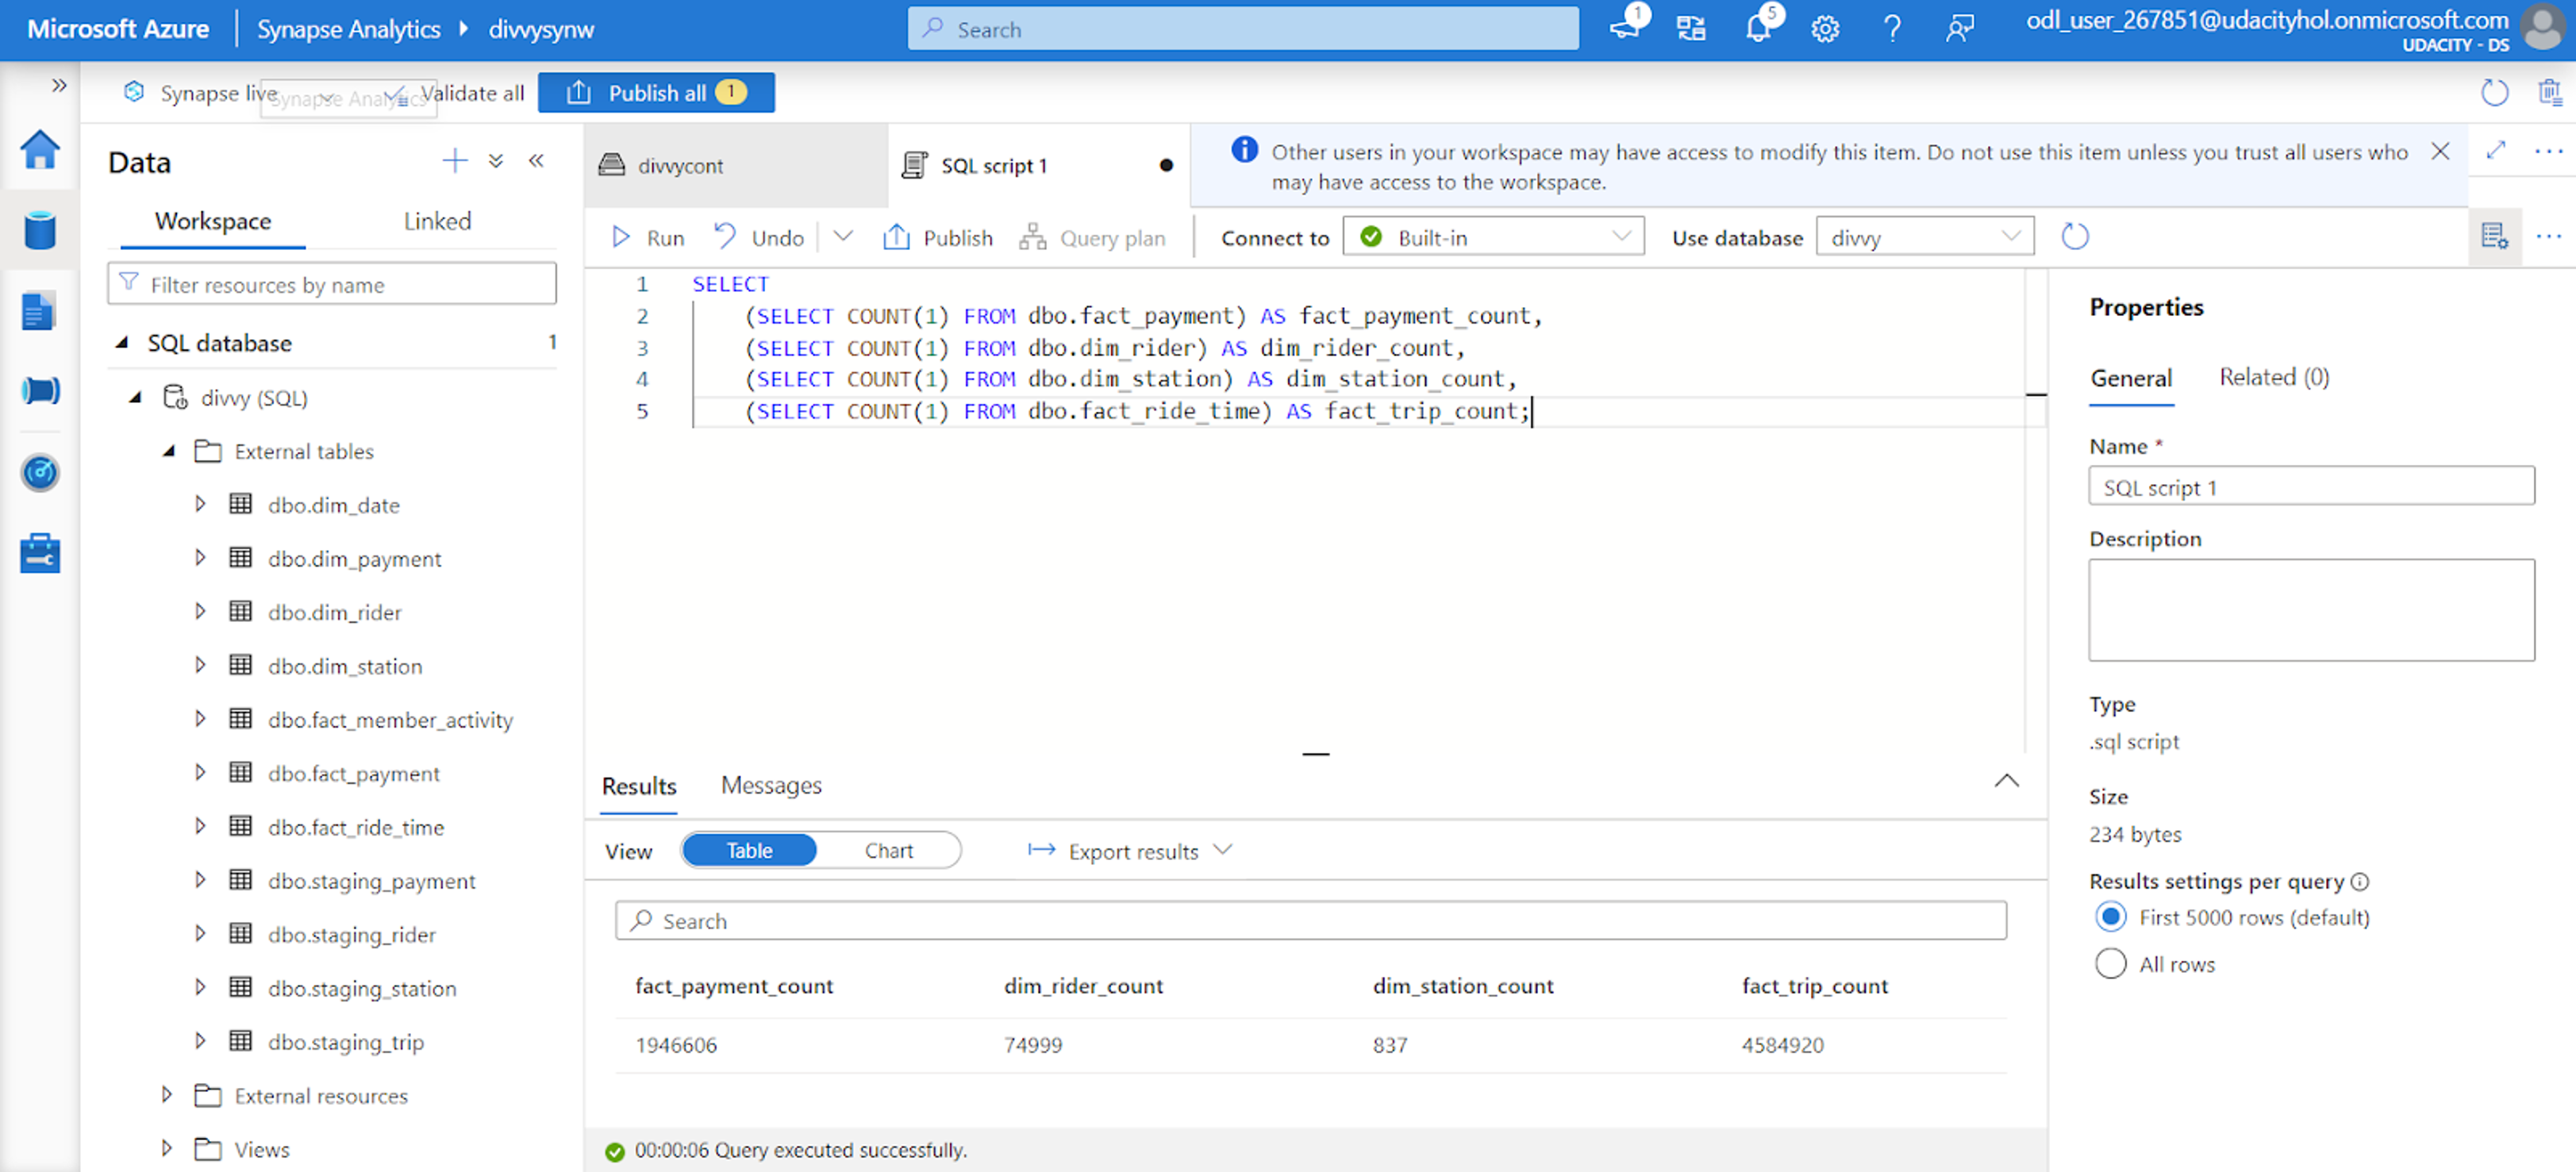 Microsoft Azure
Synapse Analytics
divvysynw
Search
1
5
odl_user_267851@udacityhol.onmicrosoft.com
UDACITY - DS
Synapse live
Synapse Analytics
Validate all
Publish all 1
Data
Workspace
Linked
Filter resources by name
SQL database
1
divvy (SQL)
External tables
dbo.dim_date
dbo.dim_payment
dbo.dim_rider
dbo.dim_station
dbo.fact_member_activity
dbo.fact_payment
dbo.fact_ride_time
dbo.staging_payment
dbo.staging_rider
dbo.staging_station
dbo.staging_trip
External resources
Views
divvycont
SQL script 1
Other users in your workspace may have access to modify this item. Do not use this item unless you trust all users who
may have access to the workspace.
Run
Undo
Publish
Query plan
Connect to
Built-in
Use database
divvy
1 SELECT
2 (SELECT COUNT(1) FROM dbo.fact_payment) AS fact_payment_count,
3 (SELECT COUNT(1) FROM dbo.dim_rider) AS dim_rider_count,
4 (SELECT COUNT(1) FROM dbo.dim_station) AS dim_station_count,
5 (SELECT COUNT(1) FROM dbo.fact_ride_time) AS fact_trip_count;
Results
Messages
View
Table
Chart
Export results
Search
fact_payment_count dim_rider_count dim_station_count fact_trip_count
1946606 74999 837 4584920
00:00:06 Query executed successfully.
Properties
General
Related (0)
Name *
SQL script 1
Description
Type
.sql script
Size
234 bytes
Results settings per query
First 5000 rows (default)
All rows